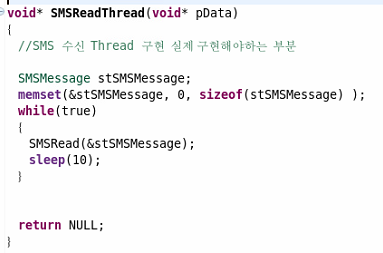 void* SMSReadThread(void* pData)
{
//SMS 수신 Thread 구현 실제 구현해야하는 부분
SMSMessage stSMSMessage;
memset(&stSMSMessage, 0, sizeof(stSMSMessage) );
while(true)
{
SMSRead(&stSMSMessage);
sleep(10);
}
return NULL;
}